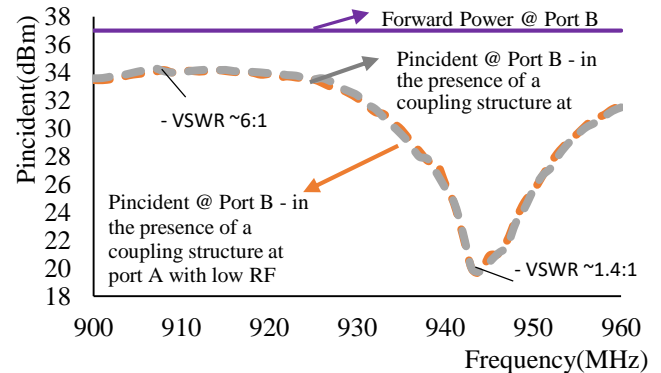 Pincident(dBm)
38
36
34
32
30
28
26
24
22
20
18
Forward Power @ Port B
Pincident @ Port B - in
the presence of a
coupling structure at
- VSWR ~6:1
Pincident @ Port B - in
the presence of a
coupling structure at
port A with low RF
- VSWR ~1.4:1
900 910 920 930 940 950 960
Frequency(MHz)